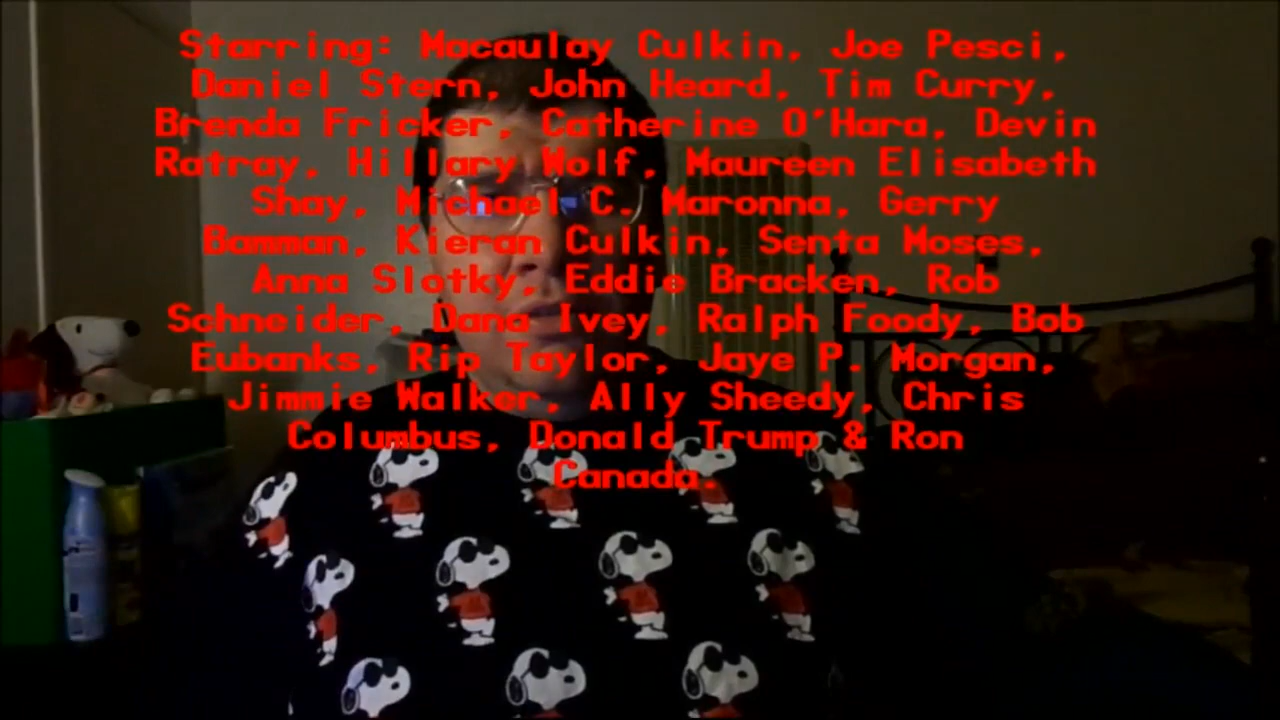 Starring: Macaulay Culkin, Joe Pesci,
Daniel Stern, John Heard, Tim Curry,
Brenda Fricker, Catherine O'Hara, Devin
Ratray, Hillary Wolf, Maureen Elisabeth
Shay, Michael C. Maronna, Gerry
Bamman, Kieran Culkin, Senta Moses,
Anna Slotky, Eddie Bracken, Rob
Schneider, Dana Ivey, Ralph Foody, Bob
Eubanks, Rip Taylor, Jaye P. Morgan,
Jimmie Walker, Ally Sheedy, Chris
Columbus, Donald Trump & Ron
Canada.